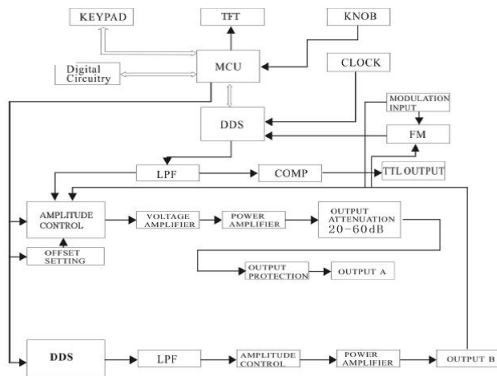 KEYPAD
TFT
KNOB
Digital
Circuitry
MCU
CLOCK
MODULATION
INPUT
DDS
FM
LPF
COMP
TTL OUTPUT
AMPLITUDE
CONTROL
VOLTAGE
AMPLIFIER
POWER
AMPLIFIER
OUTPUT
ATTENUATION
20-60dB
OFFSET
SETTING
OUTPUT
PROTECTION
OUTPUT A
DDS
LPF
AMPLITUDE
CONTROL
POWER
AMPLIFIER
OUTPUT B